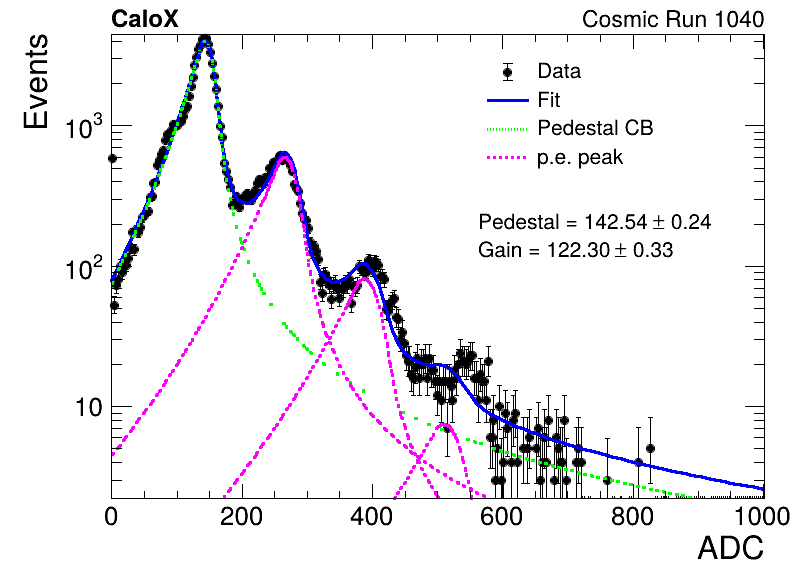 CaloX Cosmic Run 1040
Events
Data
Fit
Pedestal CB
p.e. peak
Pedestal = 142.54 ± 0.24
Gain = 122.30 ± 0.33
10³
10²
10
0 200 400 600 800 1000
ADC